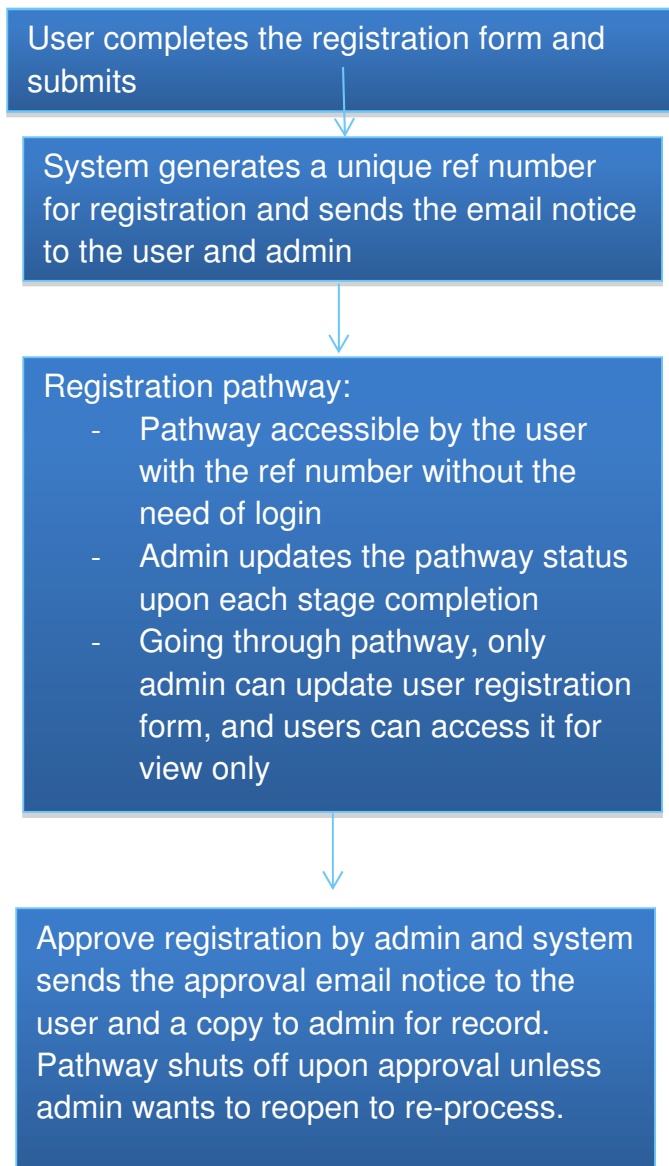 User completes the registration form and
submits
System generates a unique ref number
for registration and sends the email notice
to the user and admin
Registration pathway:
- Pathway accessible by the user
with the ref number without the
need of login
- Admin updates the pathway status
upon each stage completion
- Going through pathway, only
admin can update user registration
form, and users can access it for
view only
Approve registration by admin and system
sends the approval email notice to the
user and a copy to admin for record.
Pathway shuts off upon approval unless
admin wants to reopen to re-process.